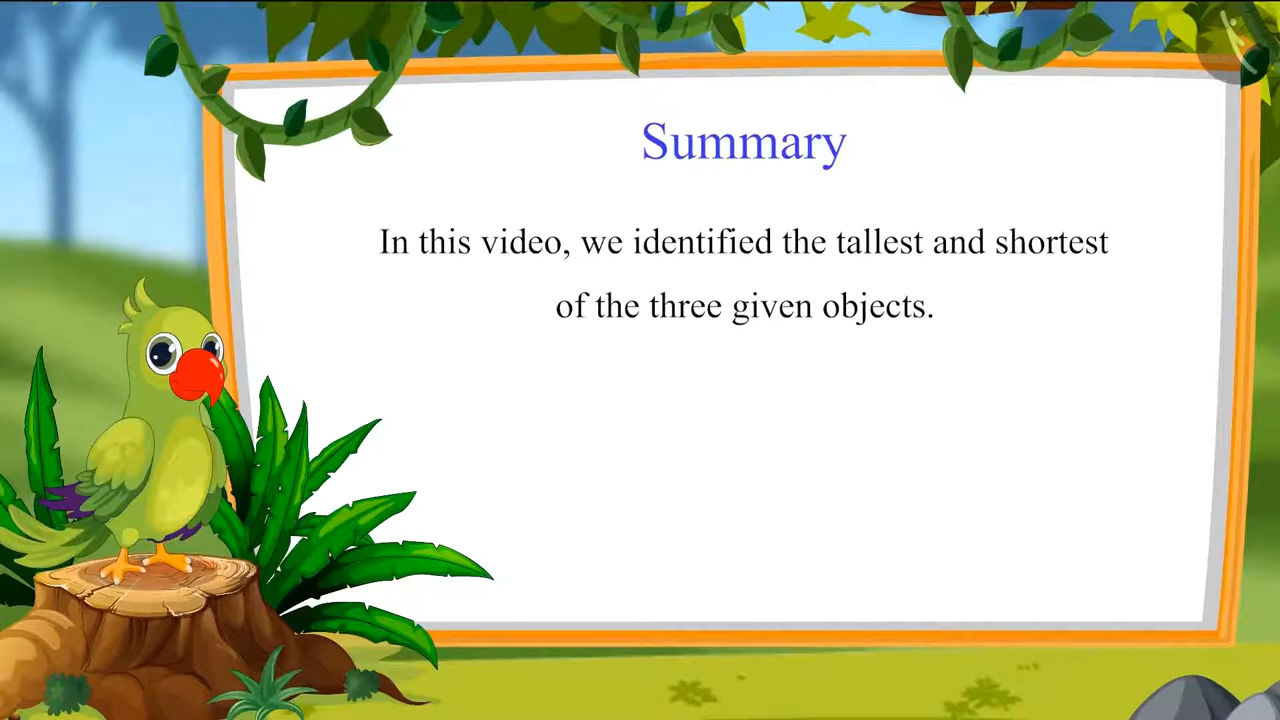 Summary
In this video, we identified the tallest and shortest
of the three given objects.